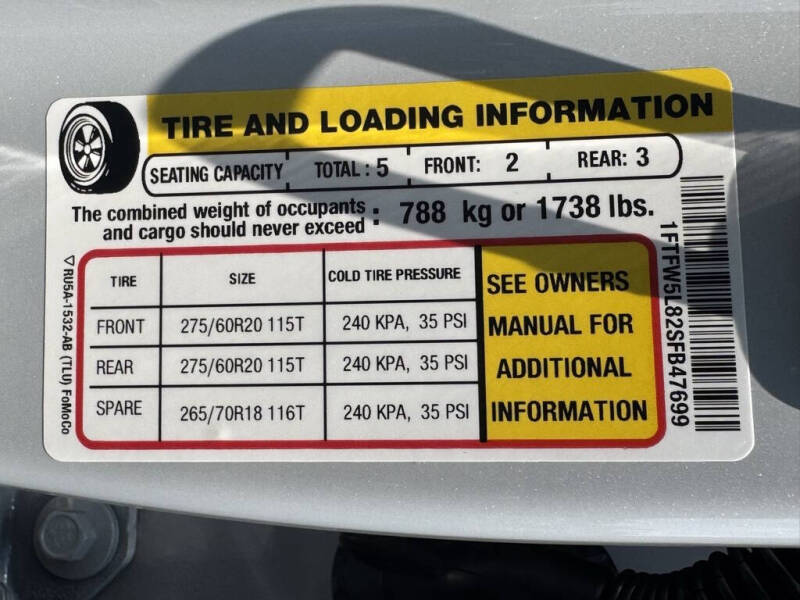 TIRE AND LOADING INFORMATION
SEATING CAPACITY TOTAL : 5 FRONT: 2 REAR: 3
The combined weight of occupants
and cargo should never exceed : 788 kg or 1738 lbs.
TIRE SIZE COLD TIRE PRESSURE
FRONT 275/60R20 115T 240 KPA, 35 PSI
REAR 275/60R20 115T 240 KPA, 35 PSI
SPARE 265/70R18 116T 240 KPA, 35 PSI
SEE OWNERS
MANUAL FOR
ADDITIONAL
INFORMATION
▽RU5A-1532-AB (TLU) FoMoCo
1FTFW5L82SFB47699